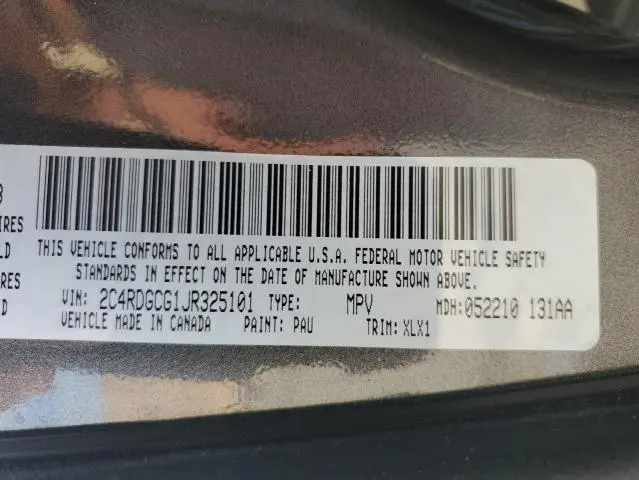 THIS VEHICLE CONFORMS TO ALL APPLICABLE U.S.A. FEDERAL MOTOR VEHICLE SAFETY
STANDARDS IN EFFECT ON THE DATE OF MANUFACTURE SHOWN ABOVE.
VIN: 2C4RDGCG1JR325101 TYPE: MPV MDH:052210 131AA
VEHICLE MADE IN CANADA PAINT: PAU TRIM:XLX1